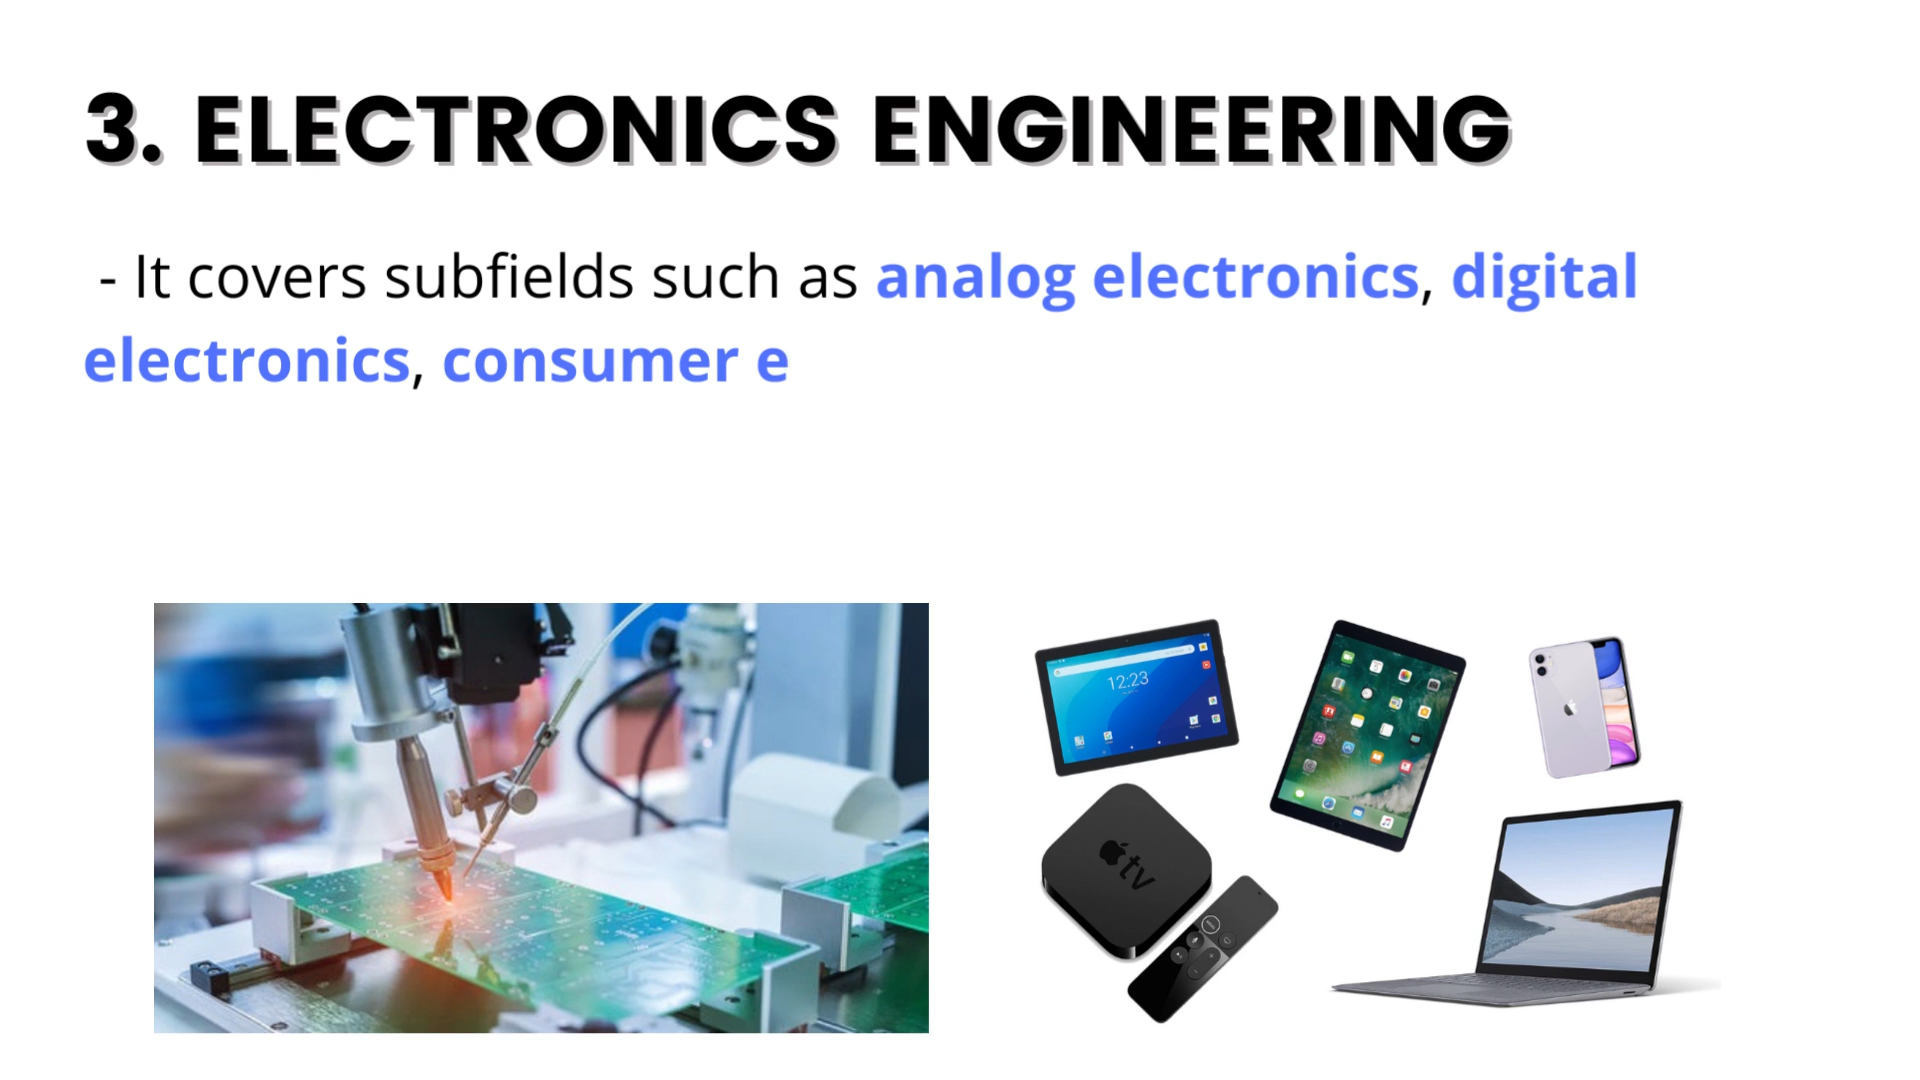 3. ELECTRONICS ENGINEERING
- It covers subfields such as analog electronics, digital
electronics, consumer e
12:23
tv